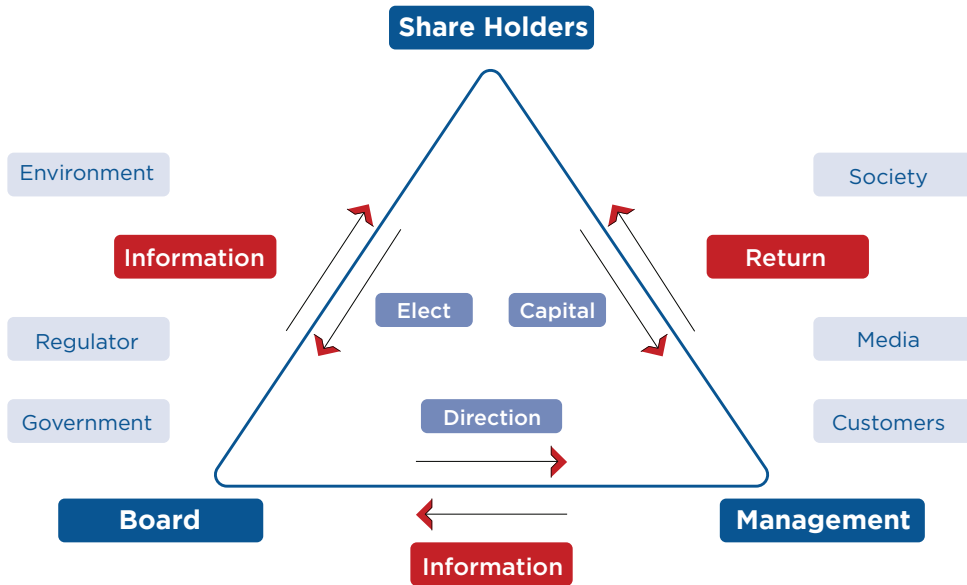 Share Holders
Environment
Society
Information
Return
Elect
Capital
Regulator
Media
Government
Direction
Customers
Board
Management
Information